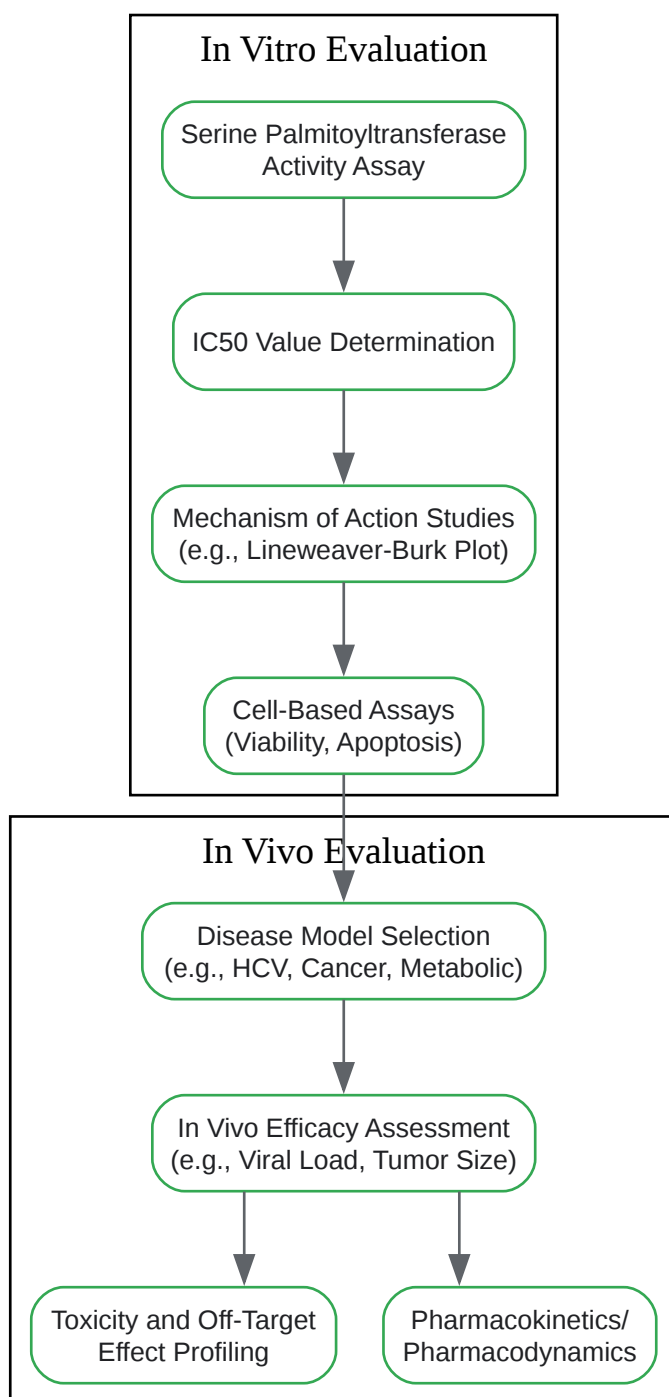 In Vitro Evaluation
Serine Palmitoyltransferase
Activity Assay
IC50 Value Determination
Mechanism of Action Studies
(e.g., Lineweaver-Burk Plot)
Cell-Based Assays
(Viability, Apoptosis)
In Vivo Evaluation
Disease Model Selection
(e.g., HCV, Cancer, Metabolic)
In Vivo Efficacy Assessment
(e.g., Viral Load, Tumor Size)
Toxicity and Off-Target
Effect Profiling
Pharmacokinetics/
Pharmacodynamics